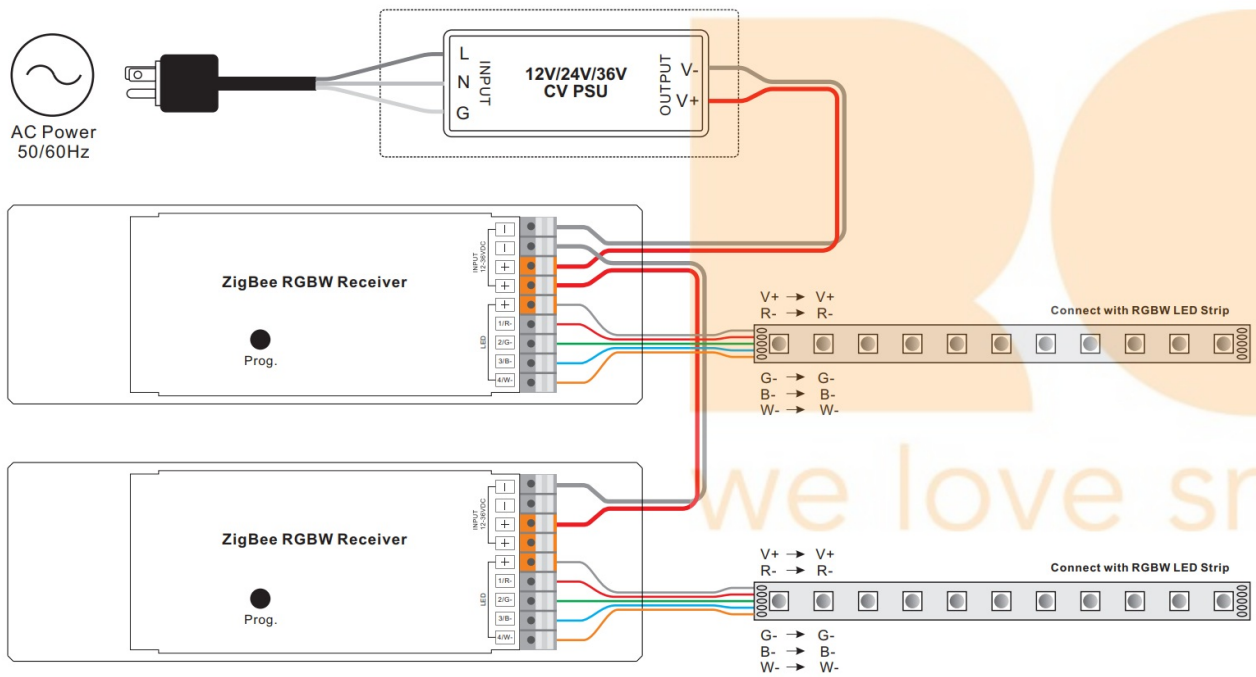 AC Power
50/60Hz
L
N
G
INPUT
12V/24V/36V
CV PSU
OUTPUT
V-
V+
ZigBee RGBW Receiver
Prog.
INPUT
12-36VDC
LED
-
-
+
+
+
1/R-
2/G-
3/B-
4/W-
V+ → V+
R- → R-
Connect with RGBW LED Strip
G- → G-
B- → B-
W- → W-
we love sr
ZigBee RGBW Receiver
Prog.
INPUT
12-36VDC
LED
-
-
+
+
+
1/R-
2/G-
3/B-
4/W-
V+ → V+
R- → R-
Connect with RGBW LED Strip
G- → G-
B- → B-
W- → W-